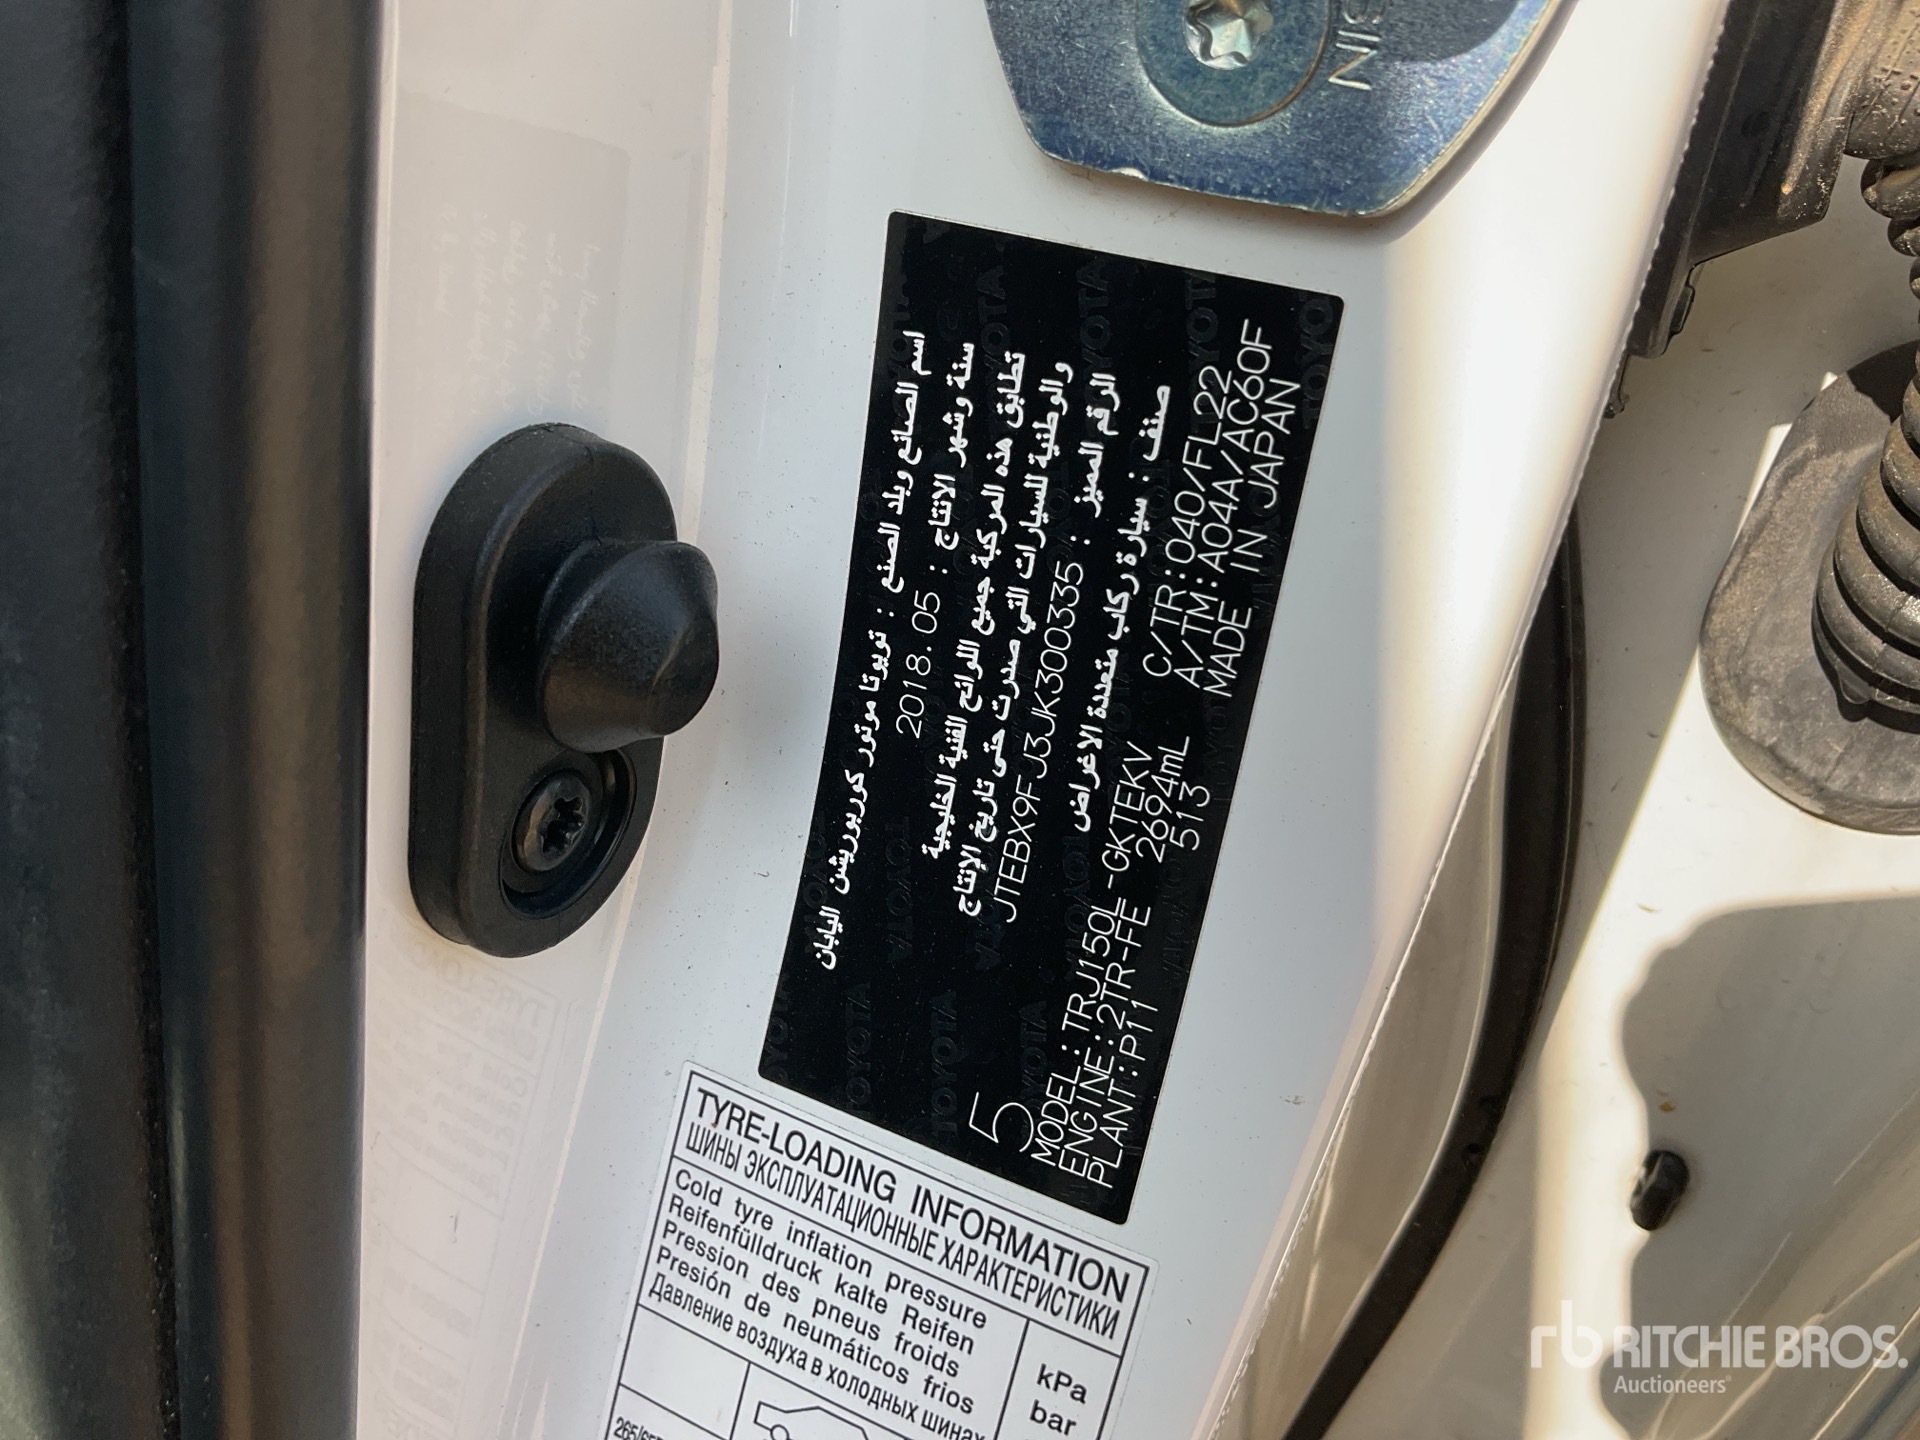 NIS
اسم الصانع وبلد الصنع : تويوتا موتور كوربوريشن اليابان
سنة وشهر الانتاج : 2018.05
تطابق هذه المركبة جميع اللوائح الفنية الخليجية
والوطنية للسيارات التي صدرت حتى تاريخ الإنتاج
الرقم المميز : JTEBX9FJ3JK300335
صنف : سيارة ركاب متعددة الاغراض
5
MODEL:TRJ150L-GKTEKV C/TR:040/FL22
ENGINE:2TR-FE 2694mL A/TM:A04A/AC60F
PLANT:P11 513 MADE IN JAPAN
TYRE-LOADING INFORMATION
ШИНЫ ЭКСПЛУАТАЦИОННЫЕ ХАРАКТЕРИСТИКИ
Cold tyre inflation pressure
Reifenfülldruck kalte Reifen
Pression des pneus froids
Presión de neumáticos frios
Давление воздуха в холодных шинах
kPa
bar
rb RITCHIE BROS.
Auctioneers